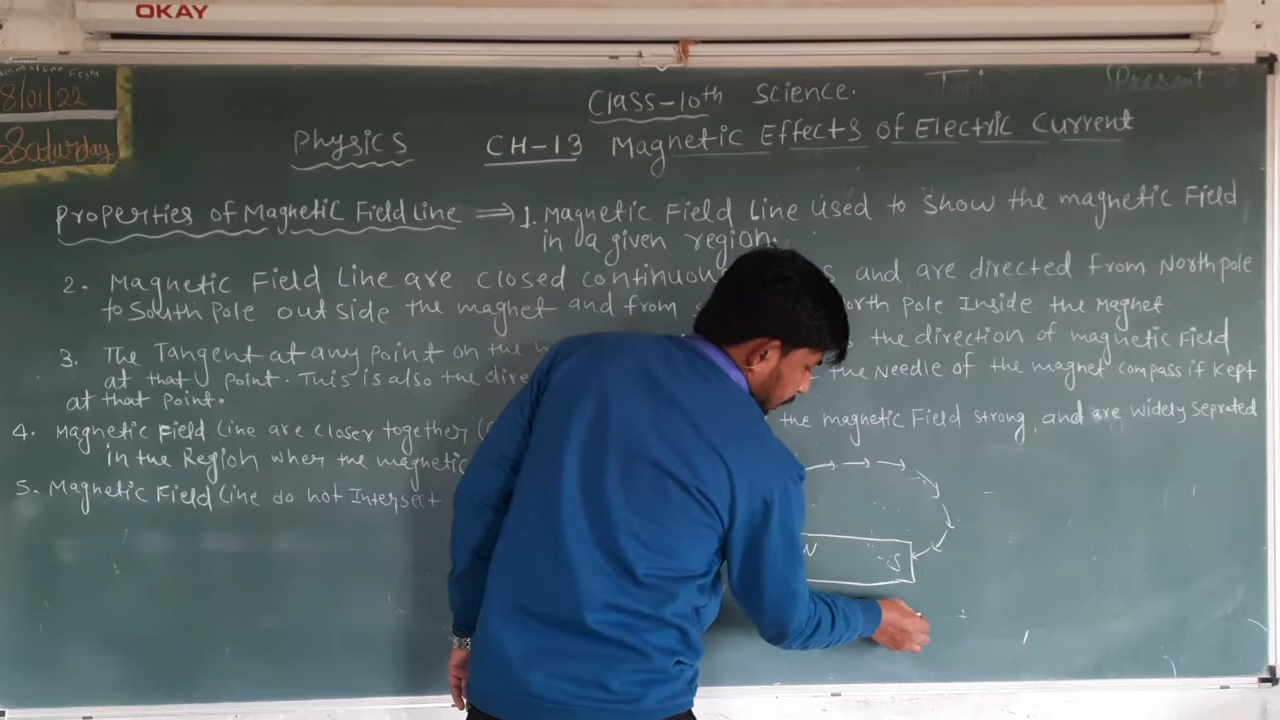 OKAY
8/01/22
Saturday
Class-10th Science.
Present
Physics CH-13 Magnetic Effects of Electric Current
Properties of Magnetic Field Line ⟹ 1. Magnetic Field Line used to show the magnetic Field
in a given region.
2. Magnetic Field Line are closed continuou and are directed from North pole
to South Pole out side the magnet and from orth pole Inside the Magnet
3. The Tangent at any point on the the direction of magnetic Field
at that point. This is also the dire the Needle of the magnet compass if kept
at that point.
4. Magnetic Field Line are closer together the magnetic Field strong, and are widely Seprated
in the Region wher the magnetic
5. Magnetic Field Line do not Intersect
N S